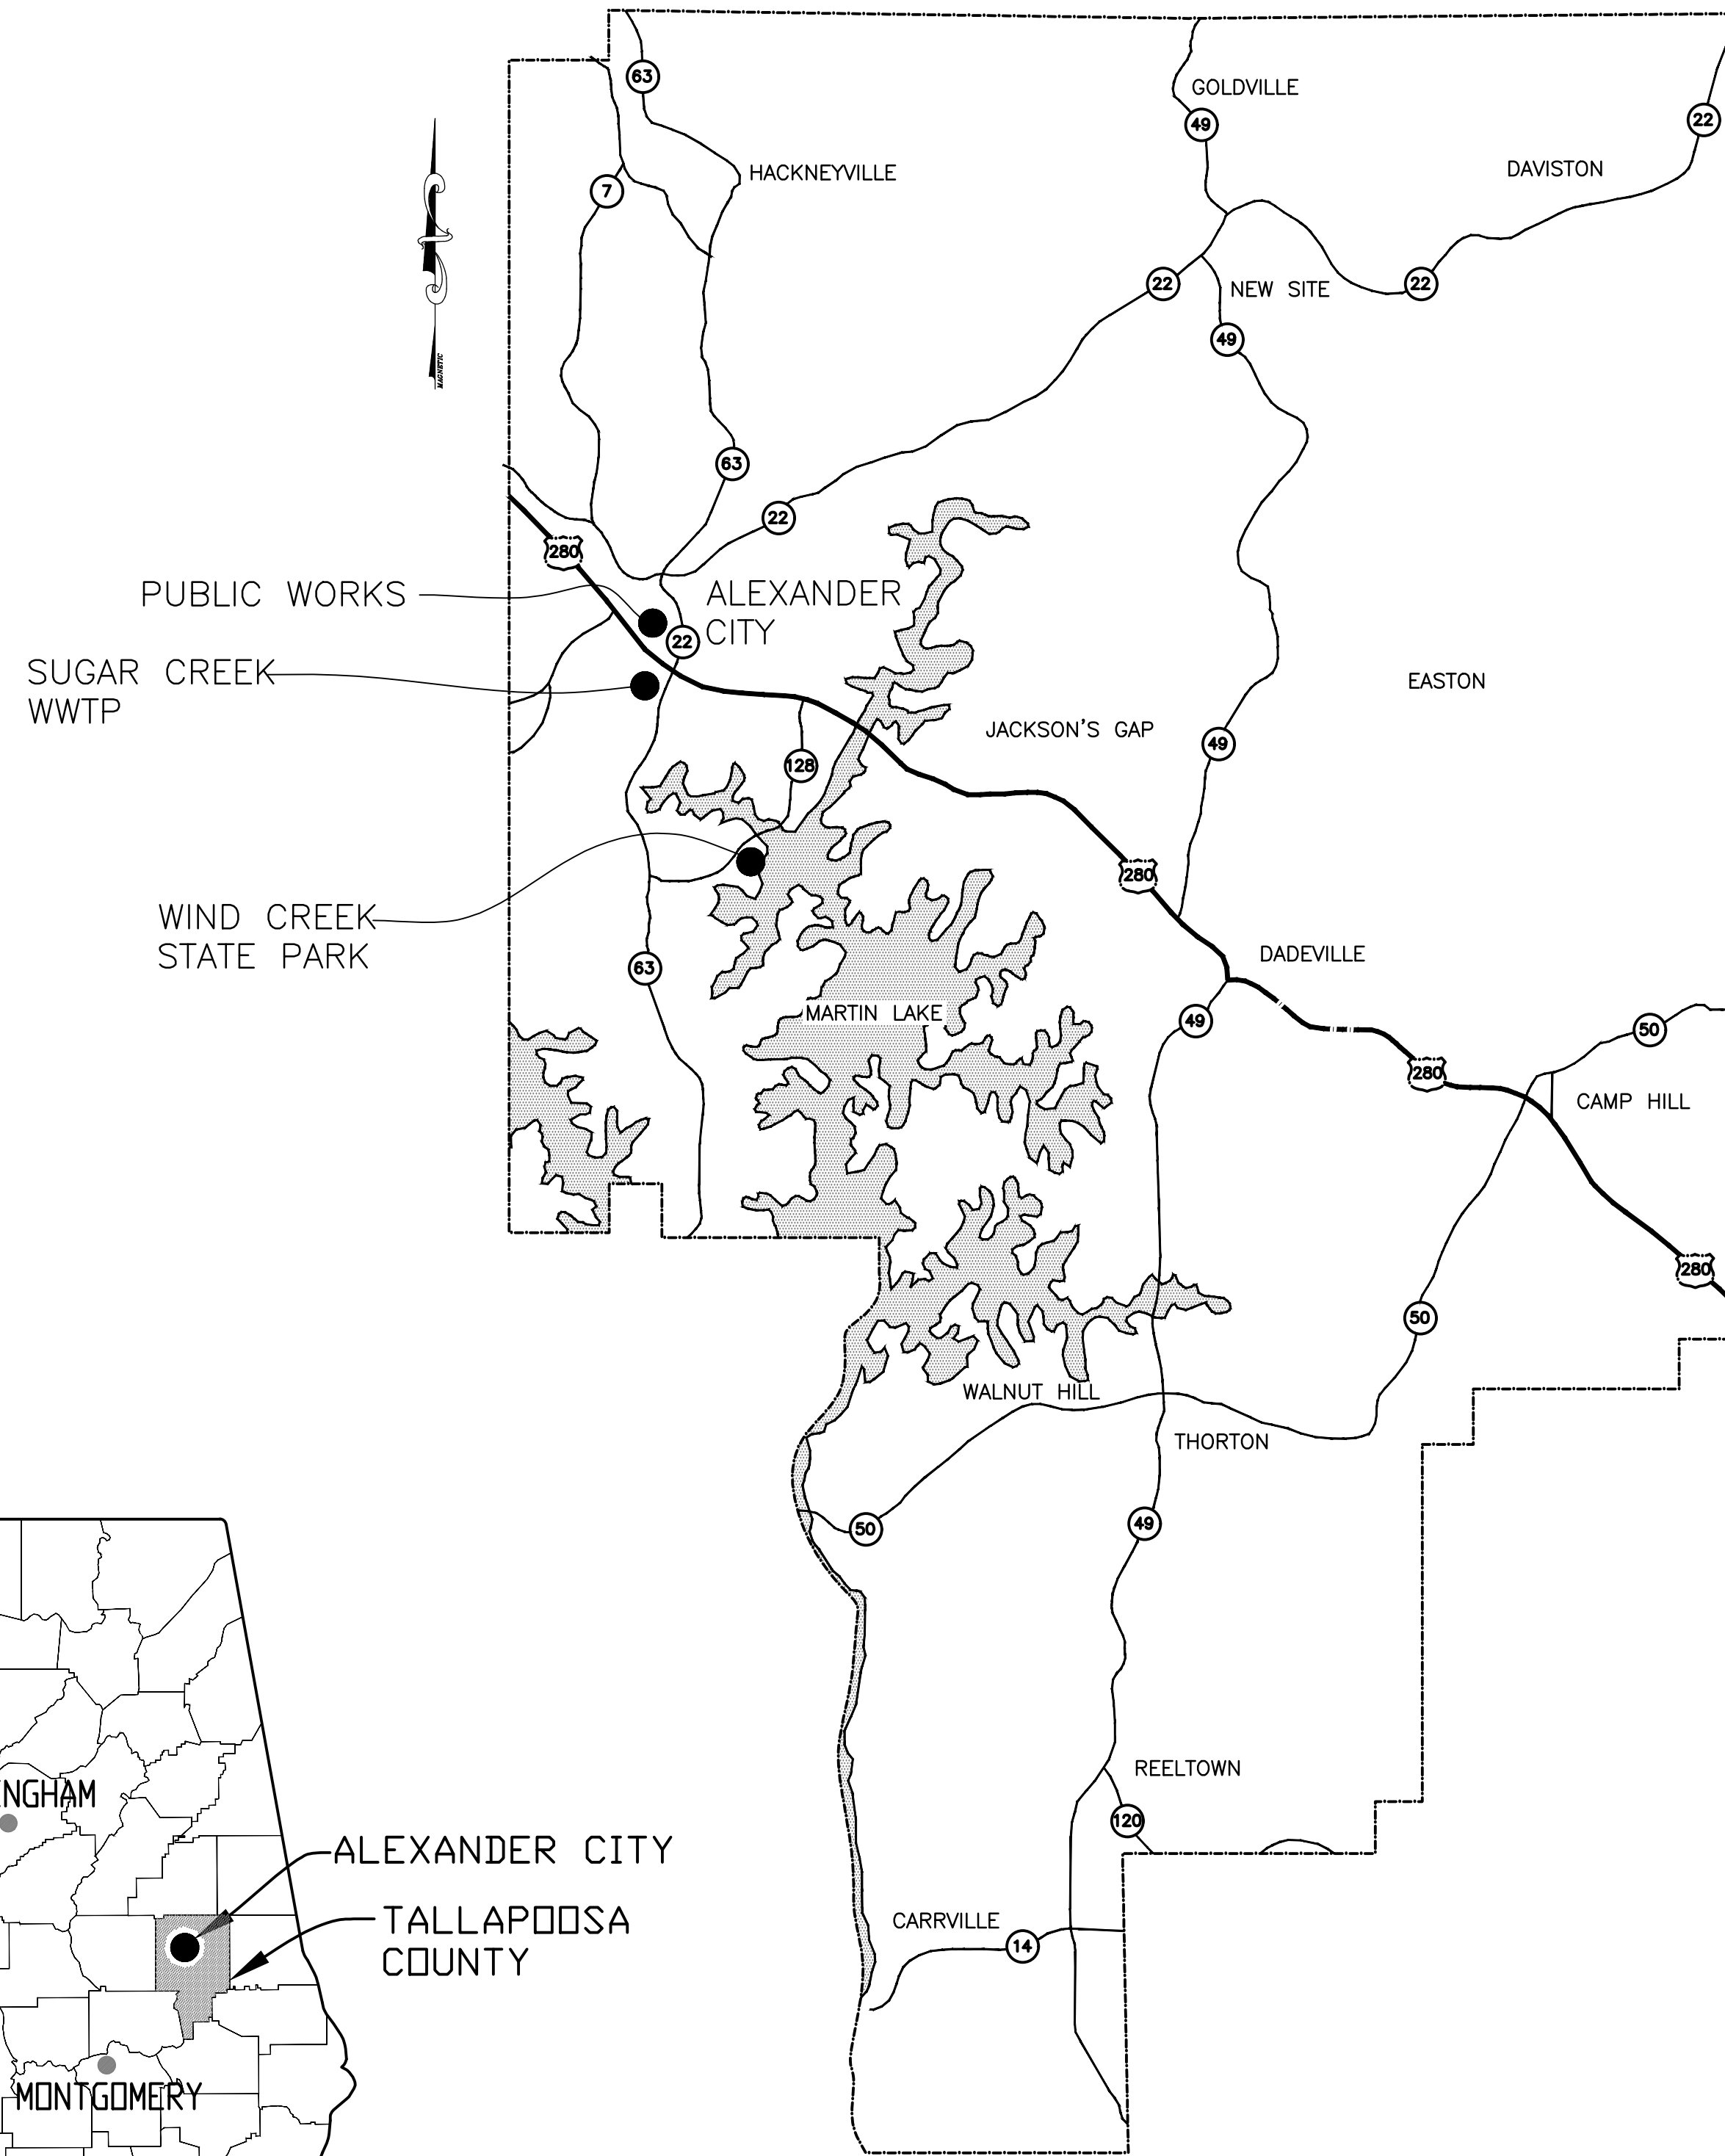 63
GOLDVILLE
49
22
HACKNEYVILLE
DAVISTON
7
22
NEW SITE
22
49
MAGNETIC
63
22
280
PUBLIC WORKS
ALEXANDER
CITY
22
SUGAR CREEK
WWTP
EASTON
JACKSON'S GAP
49
128
280
WIND CREEK
STATE PARK
DADEVILLE
63
MARTIN LAKE
49
50
280
CAMP HILL
280
50
WALNUT HILL
THORTON
50
49
REELTOWN
NGHAM
120
ALEXANDER CITY
TALLAPOOSA
COUNTY
CARRVILLE
14
MONTGOMERY